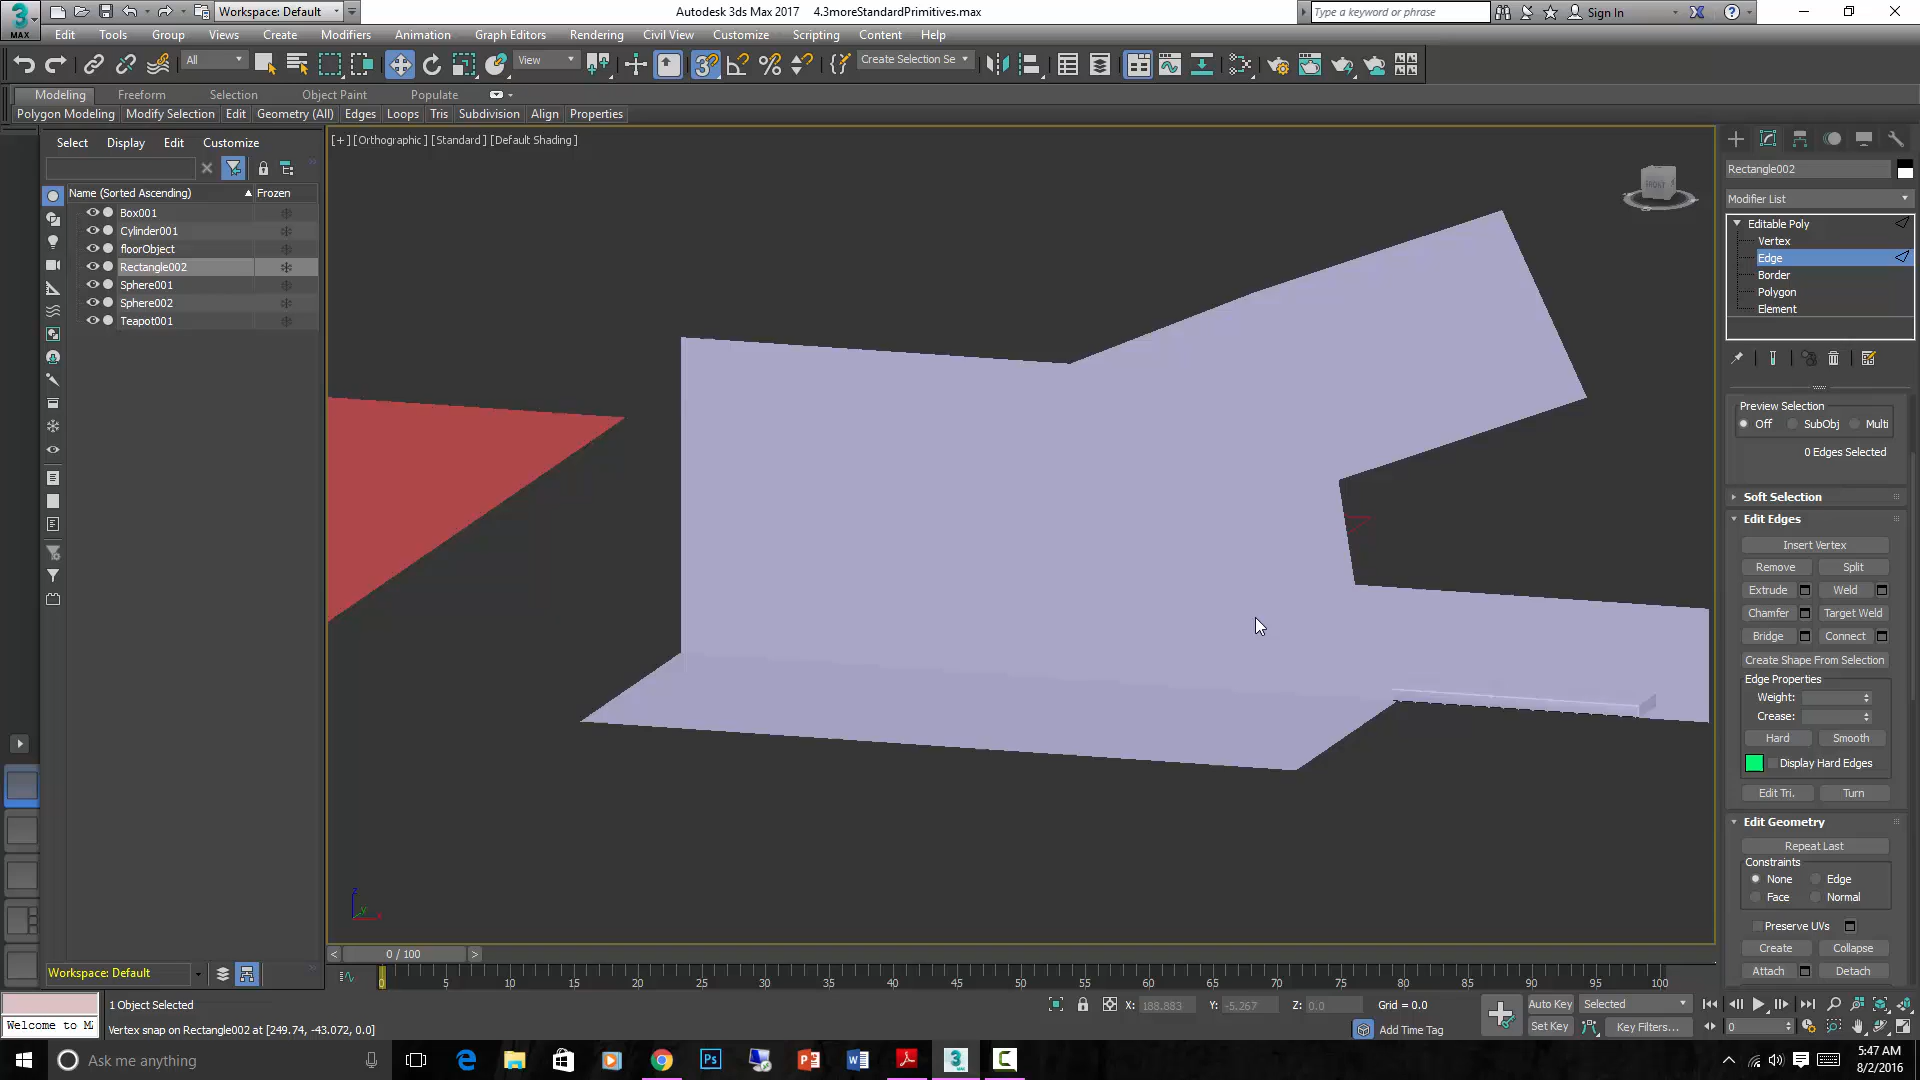 Workspace: Default
Autodesk 3ds Max 2017    4.3moreStandardPrimitives.max
Type a keyword or phrase
Sign In
MAX
Edit Tools Group Views Create Modifiers Animation Graph Editors Rendering Civil View Customize Scripting Content Help
All
View
Create Selection Se
Modeling Freeform Selection Object Paint Populate
Polygon Modeling Modify Selection Edit Geometry (All) Edges Loops Tris Subdivision Align Properties
Select Display Edit Customize
Name (Sorted Ascending) Frozen
Box001
Cylinder001
floorObject
Rectangle002
Sphere001
Sphere002
Teapot001
[+] [Orthographic] [Standard] [Default Shading]
FRONT
Rectangle002
Modifier List
Editable Poly
Vertex
Edge
Border
Polygon
Element
Preview Selection
Off SubObj Multi
0 Edges Selected
Soft Selection
Edit Edges
Insert Vertex
Remove Split
Extrude Weld
Chamfer Target Weld
Bridge Connect
Create Shape From Selection
Edge Properties
Weight:
Crease:
Hard Smooth
Display Hard Edges
Edit Tri. Turn
Edit Geometry
Repeat Last
Constraints
None Edge
Face Normal
Preserve UVs
Create Collapse
Attach Detach
z
y
x
< 0 / 100 >
Workspace: Default
0 5 10 15 20 25 30 35 40 45 50 55 60 65 70 75 80 85 90 95 100
1 Object Selected
X: 188.883 Y: -5.267 Z: 0.0 Grid = 0.0
Auto Key Selected
Welcome to M
Vertex snap on Rectangle002 at [249.74, -43.072, 0.0]
Add Time Tag
Set Key Key Filters...
0
Ask me anything
5:47 AM
8/2/2016